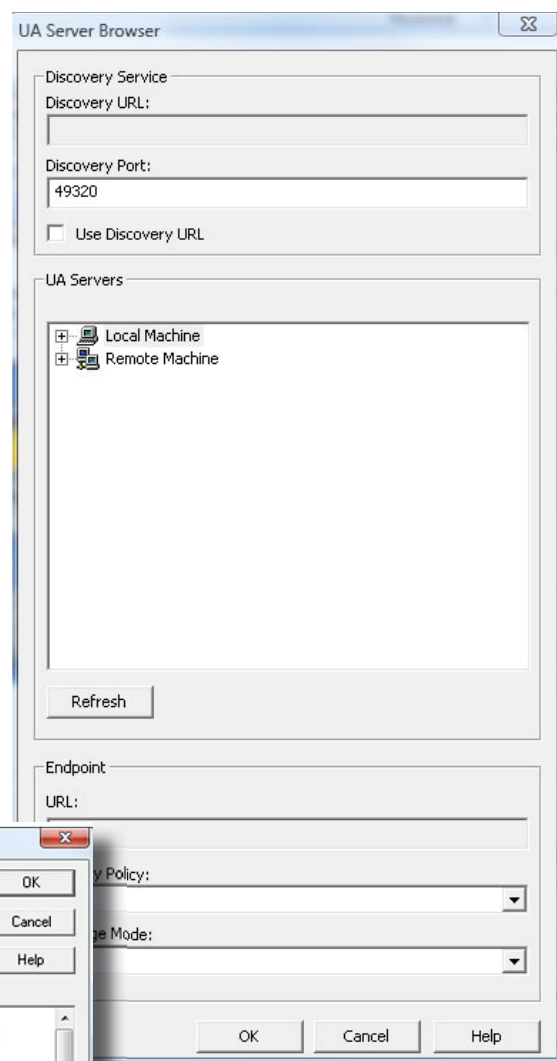 UA Server Browser
Discovery Service
Discovery URL:
Discovery Port:
49320
Use Discovery URL
UA Servers
Local Machine
Remote Machine
Refresh
Endpoint
URL:
Policy:
Mode:
OK
Cancel
Help
OK Cancel Help